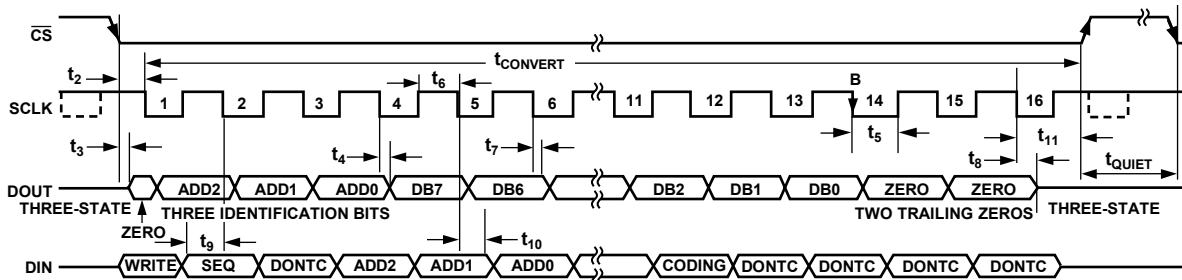 CS
t2
tCONVERT
t6
B
SCLK
1 2 3 4 5 6 11 12 13 14 15 16
t3
t4
t7
t5
t8
t11
tQUIET
DOUT
ADD2 ADD1 ADD0 DB7 DB6 DB2 DB1 DB0 ZERO ZERO
THREE-STATE
THREE IDENTIFICATION BITS
TWO TRAILING ZEROS
THREE-STATE
ZERO
t9
t10
DIN
WRITE SEQ DONTC ADD2 ADD1 ADD0 CODING DONTC DONTC DONTC DONTC